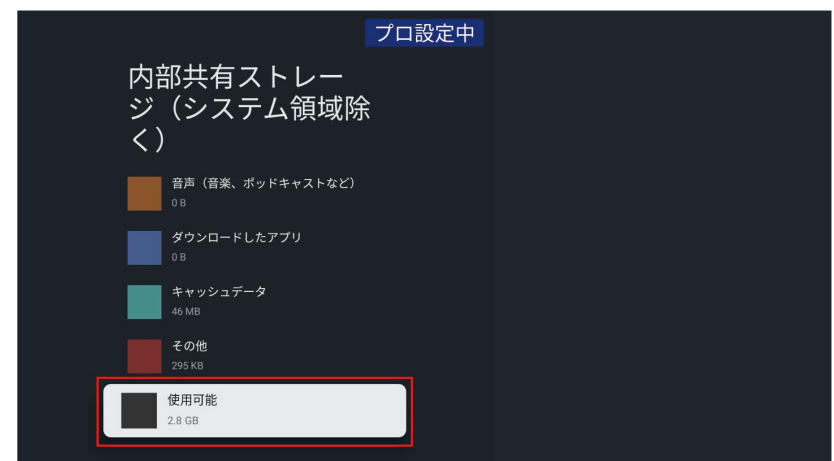 プロ設定中
内部共有ストレー
ジ（システム領域除
く）
音声（音楽、ポッドキャストなど）
0 B
ダウンロードしたアプリ
0 B
キャッシュデータ
46 MB
その他
295 KB
使用可能
2.8 GB